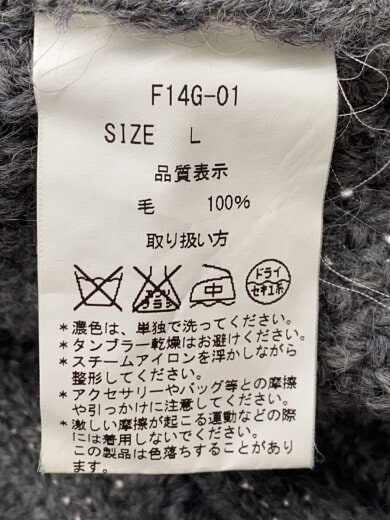 F14G-01
SIZE L
品質表示
毛 100%
取り扱い方
中 ドライ
セキユ系
*濃色は、単独で洗ってください。
*タンブラー乾燥はお避けください。
*スチームアイロンを浮かしながら
整形してください。
*アクセサリーやバッグ等との摩擦
や引っかけに注意してください。
*激しい摩擦が起こる運動などの際
には着用しないでください。
この製品は色落ちすることがあり
ます。